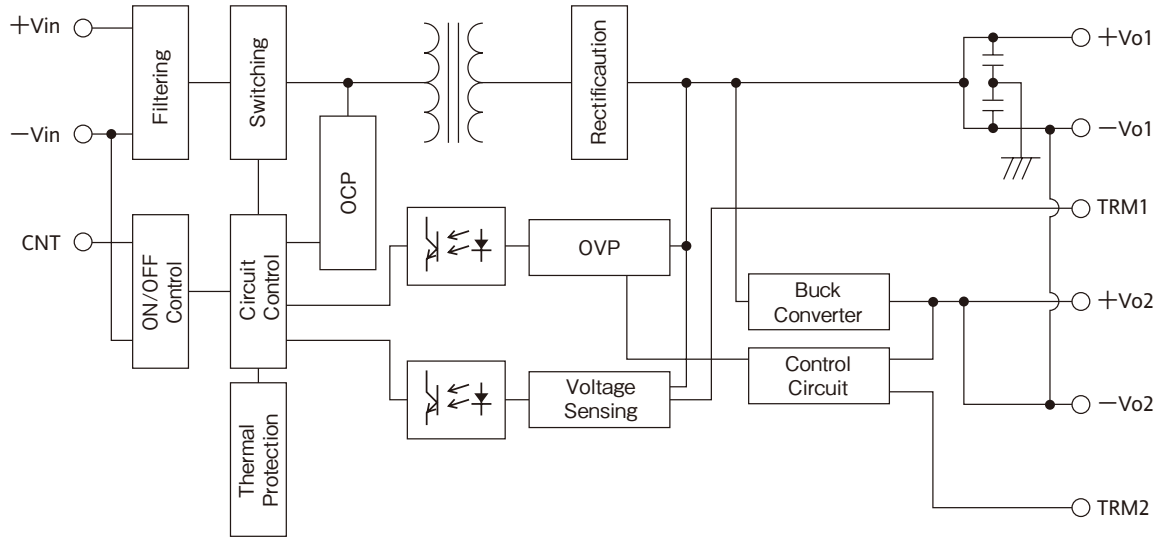 +Vin
Filtering
Switching
Rectificaution
+Vo1
−Vin
−Vo1
OCP
TRM1
CNT
ON/OFF
Control
Circuit
Control
OVP
Buck
Converter
+Vo2
Control
Circuit
Voltage
Sensing
−Vo2
Thermal
Protection
TRM2